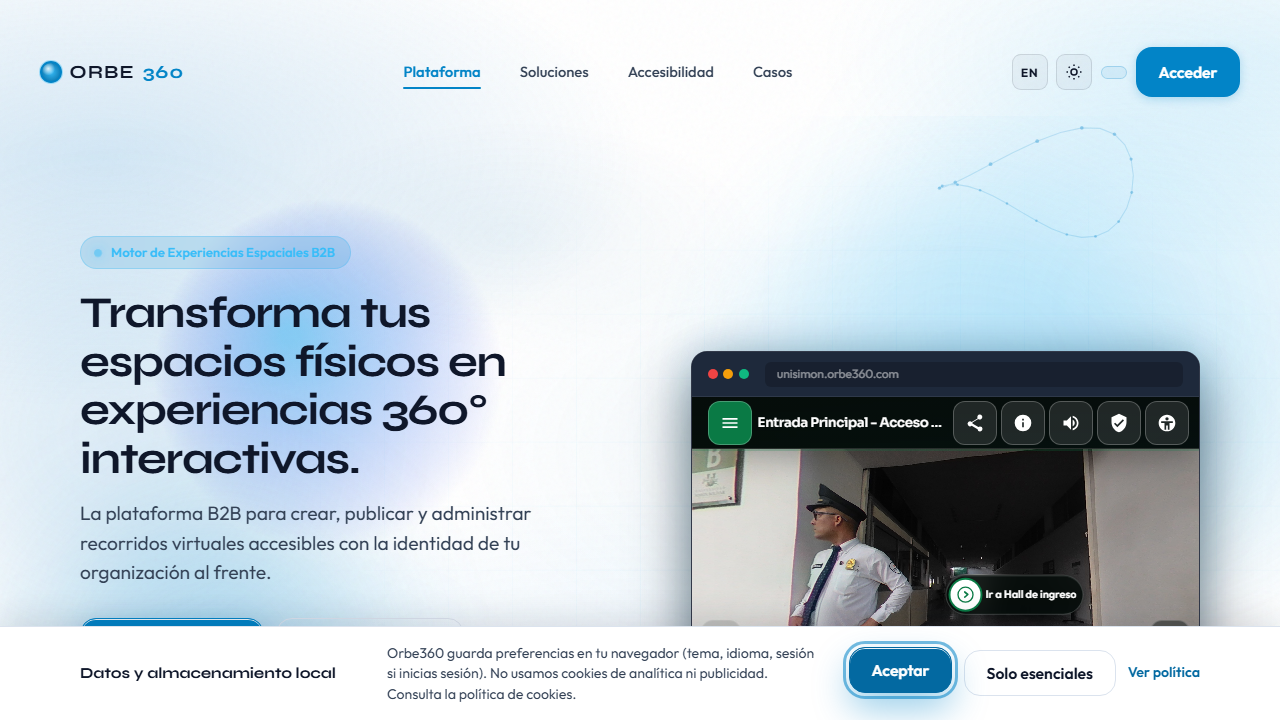 ORBE 360
Plataforma
Soluciones
Accesibilidad
Casos
EN
Acceder
Motor de Experiencias Espaciales B2B
Transforma tus
espacios físicos en
experiencias 360°
interactivas.
La plataforma B2B para crear, publicar y administrar
recorridos virtuales accesibles con la identidad de tu
organización al frente.
unisimon.orbe360.com
Entrada Principal - Acceso ...
B
Ir a Hall de ingreso
Datos y almacenamiento local
Orbe360 guarda preferencias en tu navegador (tema, idioma, sesión
si inicias sesión). No usamos cookies de analítica ni publicidad.
Consulta la política de cookies.
Aceptar
Solo esenciales
Ver política